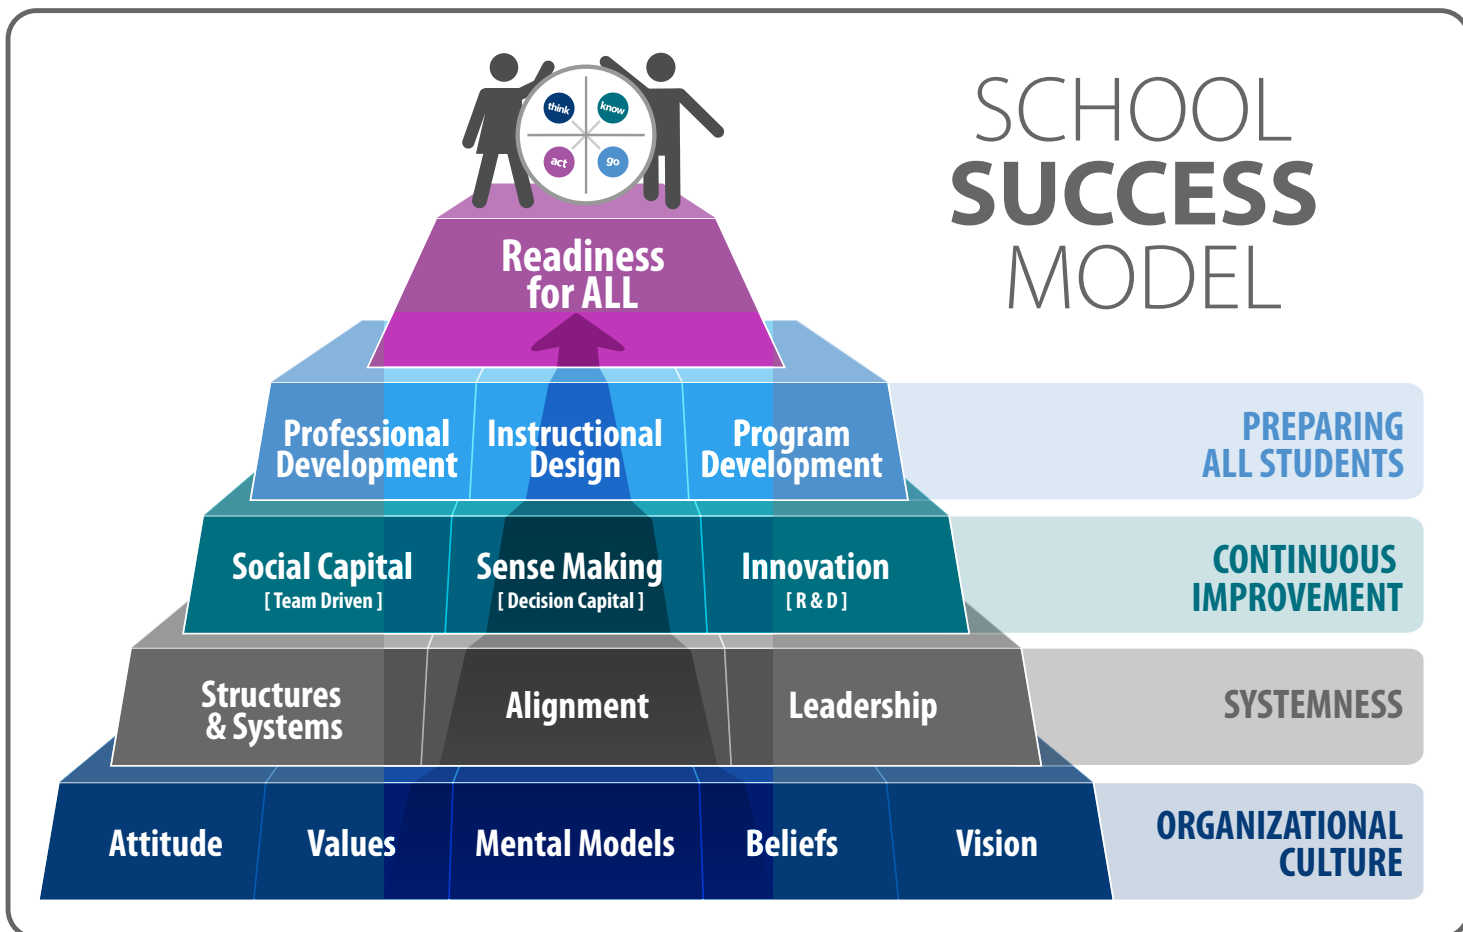 SCHOOL
SUCCESS
MODEL
think
know
act
go
Readiness
for ALL
Professional
Development
Instructional
Design
Program
Development
PREPARING
ALL STUDENTS
Social Capital
[ Team Driven ]
Sense Making
[ Decision Capital ]
Innovation
[ R & D ]
CONTINUOUS
IMPROVEMENT
Structures
& Systems
Alignment
Leadership
SYSTEMNESS
Attitude
Values
Mental Models
Beliefs
Vision
ORGANIZATIONAL
CULTURE